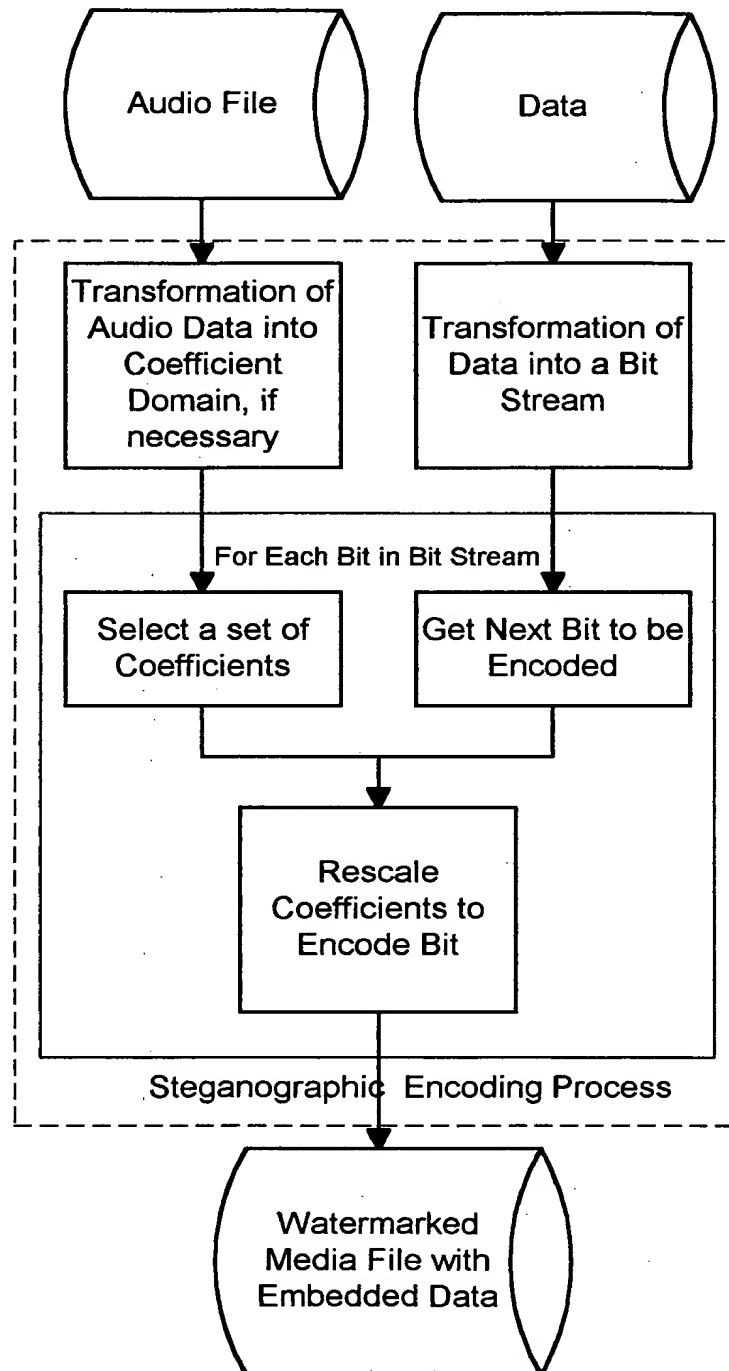 Audio File
Data
Transformation of
Audio Data into
Coefficient
Domain, if
necessary
Transformation of
Data into a Bit
Stream
For Each Bit in Bit Stream
Select a set of
Coefficients
Get Next Bit to be
Encoded
Rescale
Coefficients to
Encode Bit
Steganographic Encoding Process
Watermarked
Media File with
Embedded Data